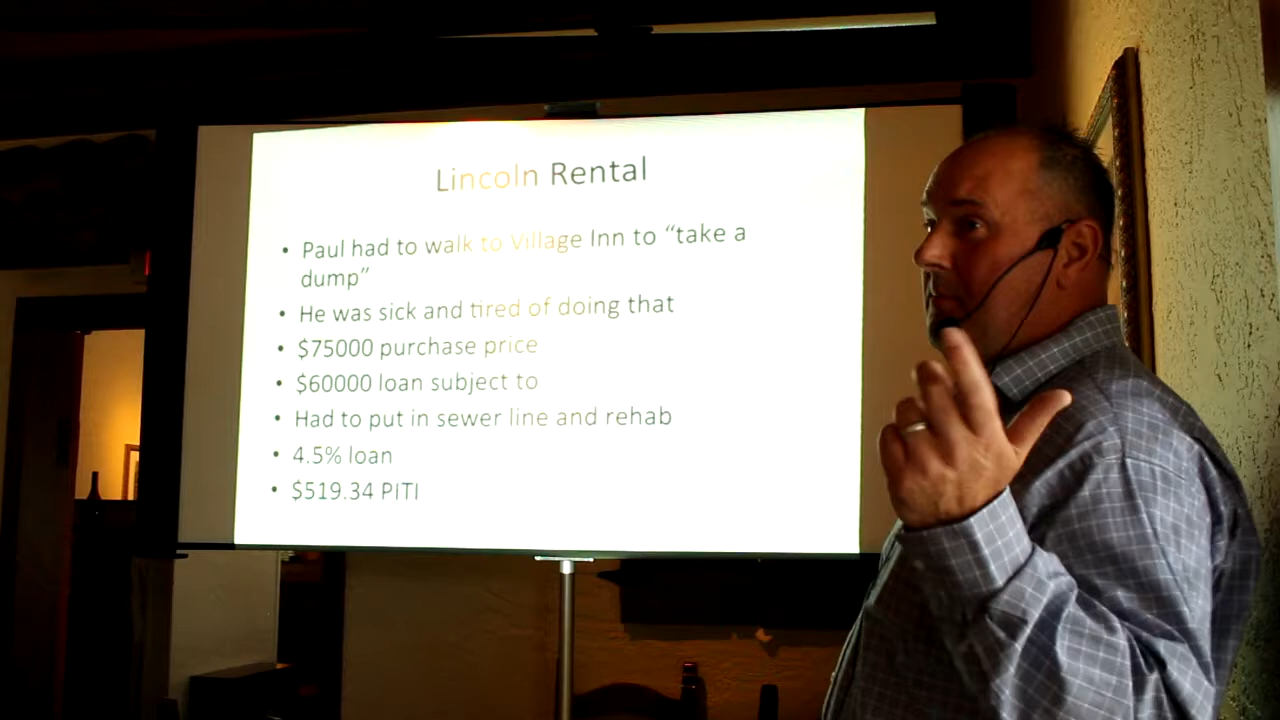 Lincoln Rental
• Paul had to walk to Village Inn to “take a
dump”
• He was sick and tired of doing that
• $75000 purchase price
• $60000 loan subject to
• Had to put in sewer line and rehab
• 4.5% loan
• $519.34 PITI